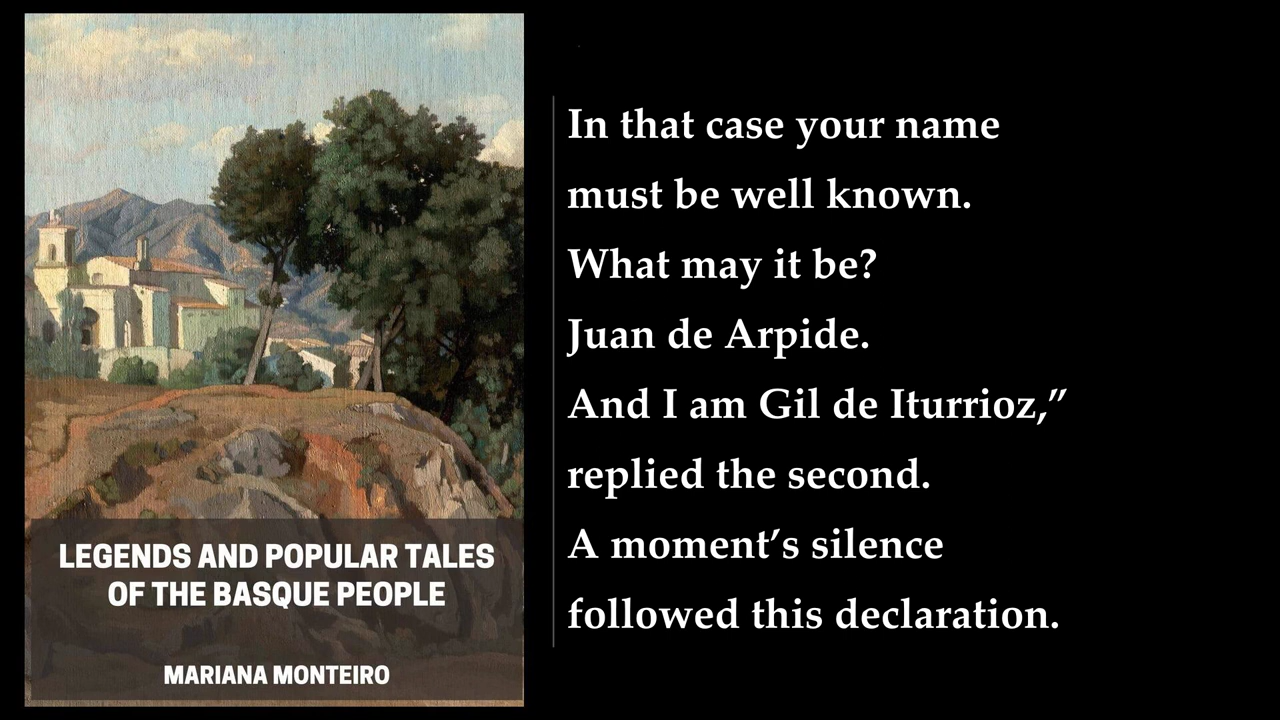 In that case your name
must be well known.
What may it be?
Juan de Arpide.
And I am Gil de Iturrioz,”
replied the second.
A moment’s silence
followed this declaration.
LEGENDS AND POPULAR TALES
OF THE BASQUE PEOPLE
MARIANA MONTEIRO